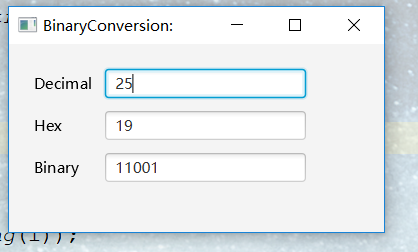 BinaryConversion:
Decimal 25
Hex 19
Binary 11001